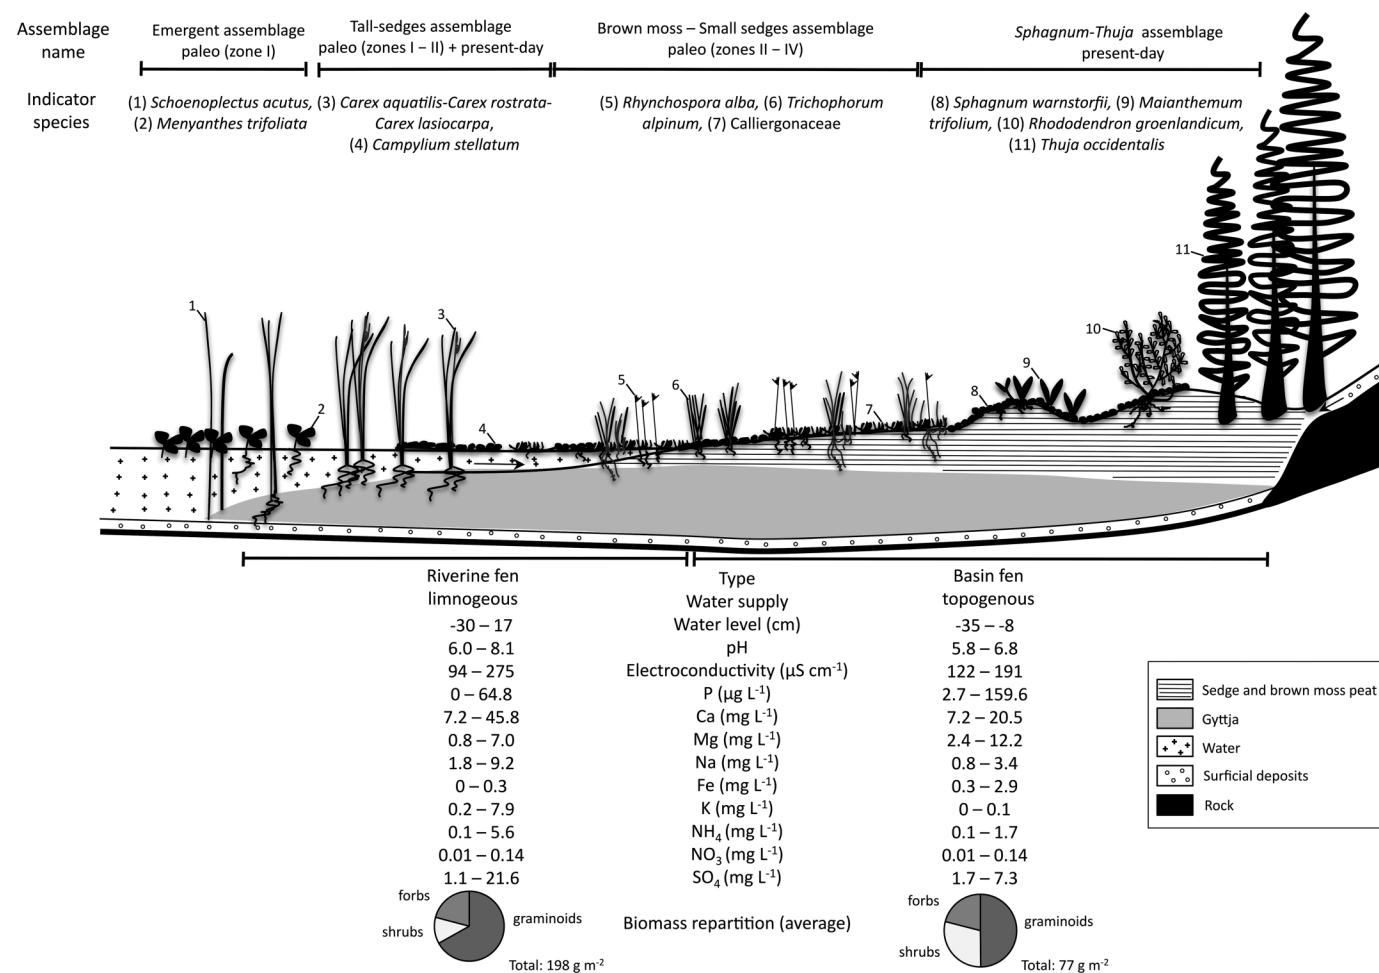 Assemblage
name
Emergent assemblage
paleo (zone I)
Tall-sedges assemblage
paleo (zones I – II) + present-day
Brown moss – Small sedges assemblage
paleo (zones II – IV)
Sphagnum-Thuja assemblage
present-day
Indicator
species
(1) Schoenoplectus acutus,
(2) Menyanthes trifoliata
(3) Carex aquatilis-Carex rostrata-
Carex lasiocarpa,
(4) Campylium stellatum
(5) Rhynchospora alba, (6) Trichophorum
alpinum, (7) Calliergonaceae
(8) Sphagnum warnstorfii, (9) Maianthemum
trifolium, (10) Rhododendron groenlandicum,
(11) Thuja occidentalis
1
2
3
4
5
6
7
8
9
10
11
Riverine fen Type Basin fen
limnogeous Water supply topogenous
-30 – 17 Water level (cm) -35 – -8
6.0 – 8.1 pH 5.8 – 6.8
94 – 275 Electroconductivity (µS cm-1) 122 – 191
0 – 64.8 P (µg L-1) 2.7 – 159.6
7.2 – 45.8 Ca (mg L-1) 7.2 – 20.5
0.8 – 7.0 Mg (mg L-1) 2.4 – 12.2
1.8 – 9.2 Na (mg L-1) 0.8 – 3.4
0 – 0.3 Fe (mg L-1) 0.3 – 2.9
0.2 – 7.9 K (mg L-1) 0 – 0.1
0.1 – 5.6 NH4 (mg L-1) 0.1 – 1.7
0.01 – 0.14 NO3 (mg L-1) 0.01 – 0.14
1.1 – 21.6 SO4 (mg L-1) 1.7 – 7.3
forbs
graminoids
shrubs
Total: 198 g m-2
Biomass repartition (average)
forbs
graminoids
shrubs
Total: 77 g m-2
Sedge and brown moss peat
Gyttja
Water
Surficial deposits
Rock